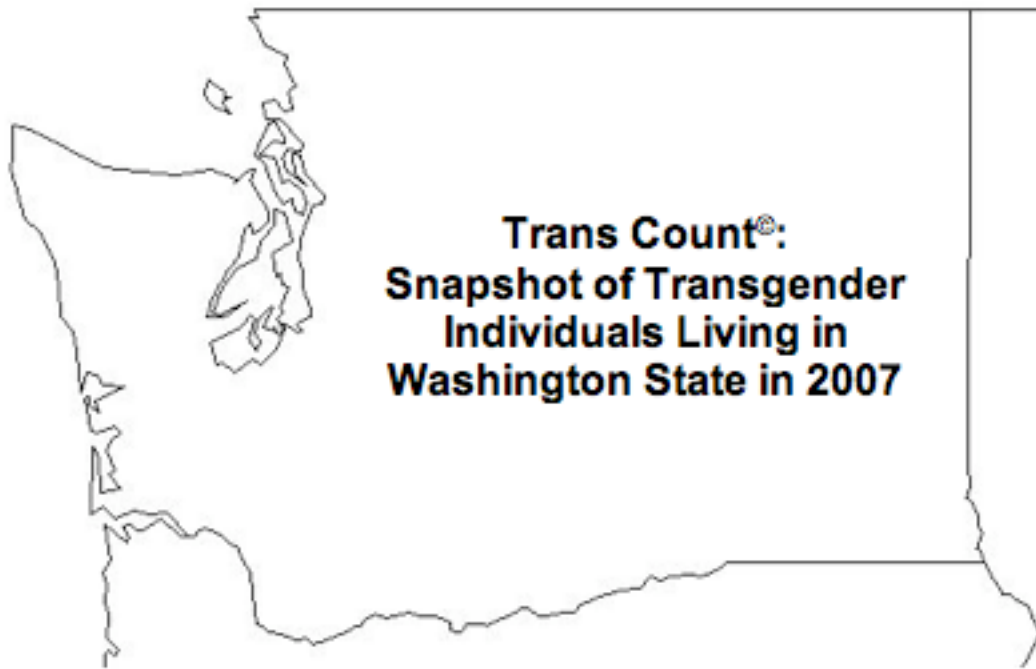 Trans Count©:
Snapshot of Transgender
Individuals Living in
Washington State in 2007